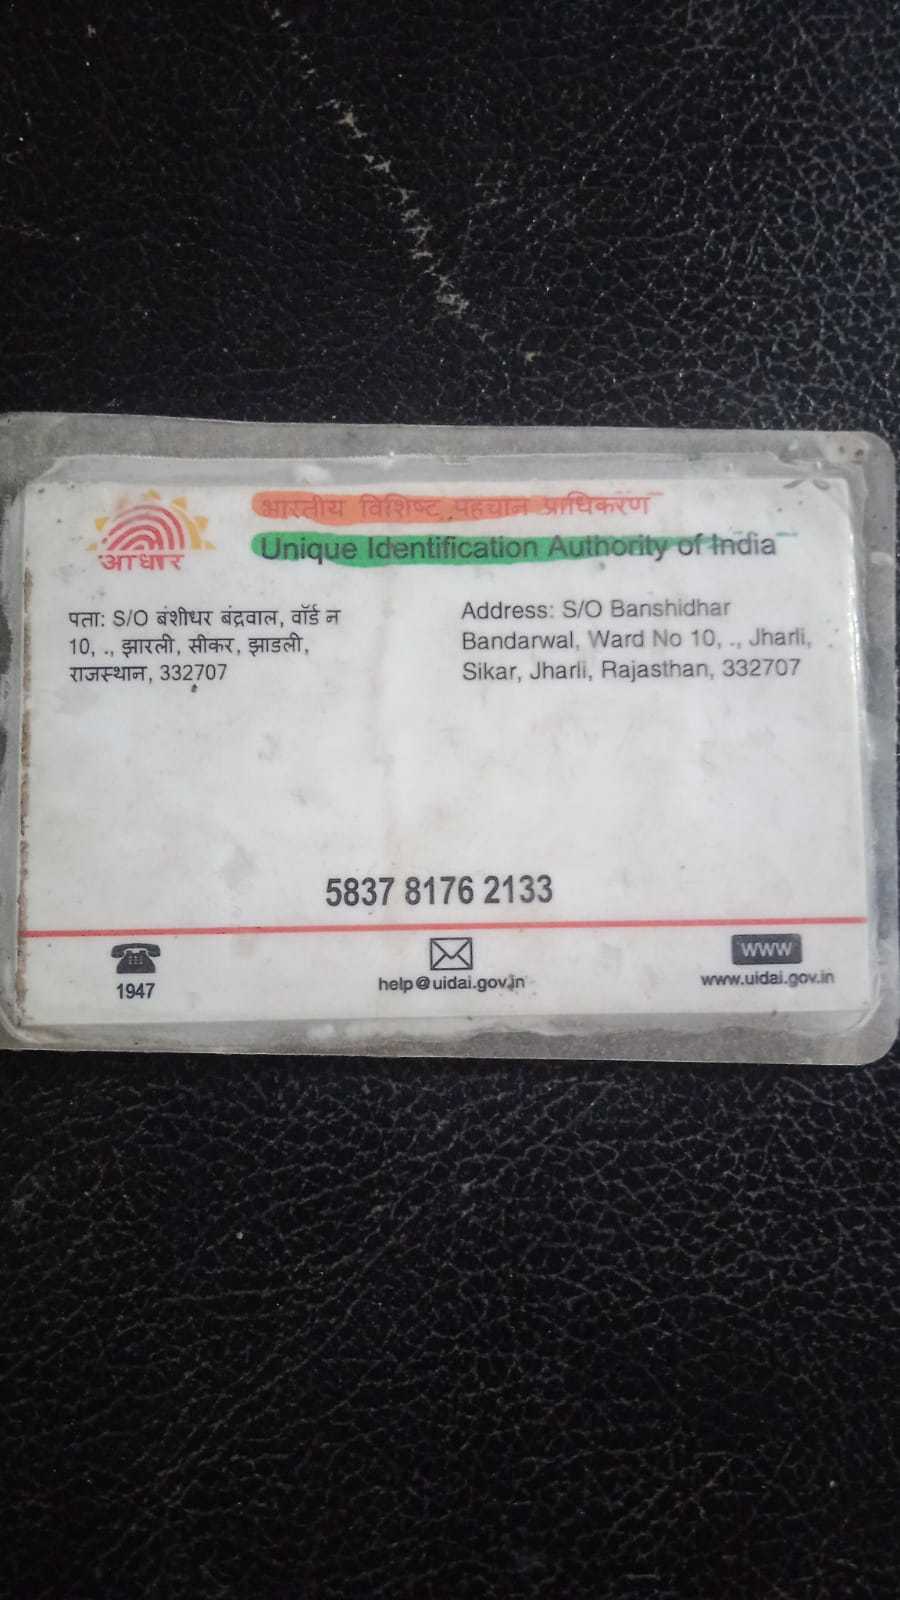 भारतीय विशिष्ट पहचान प्राधिकरण
Unique Identification Authority of India
आधार
पता: S/O बंशीधर बंद्रवाल, वॉर्ड न
10, ., झारली, सीकर, झाडली,
राजस्थान, 332707
Address: S/O Banshidhar
Bandarwal, Ward No 10, ., Jharli,
Sikar, Jharli, Rajasthan, 332707
5837 8176 2133
1947
help@uidai.gov.in
WWW
www.uidai.gov.in